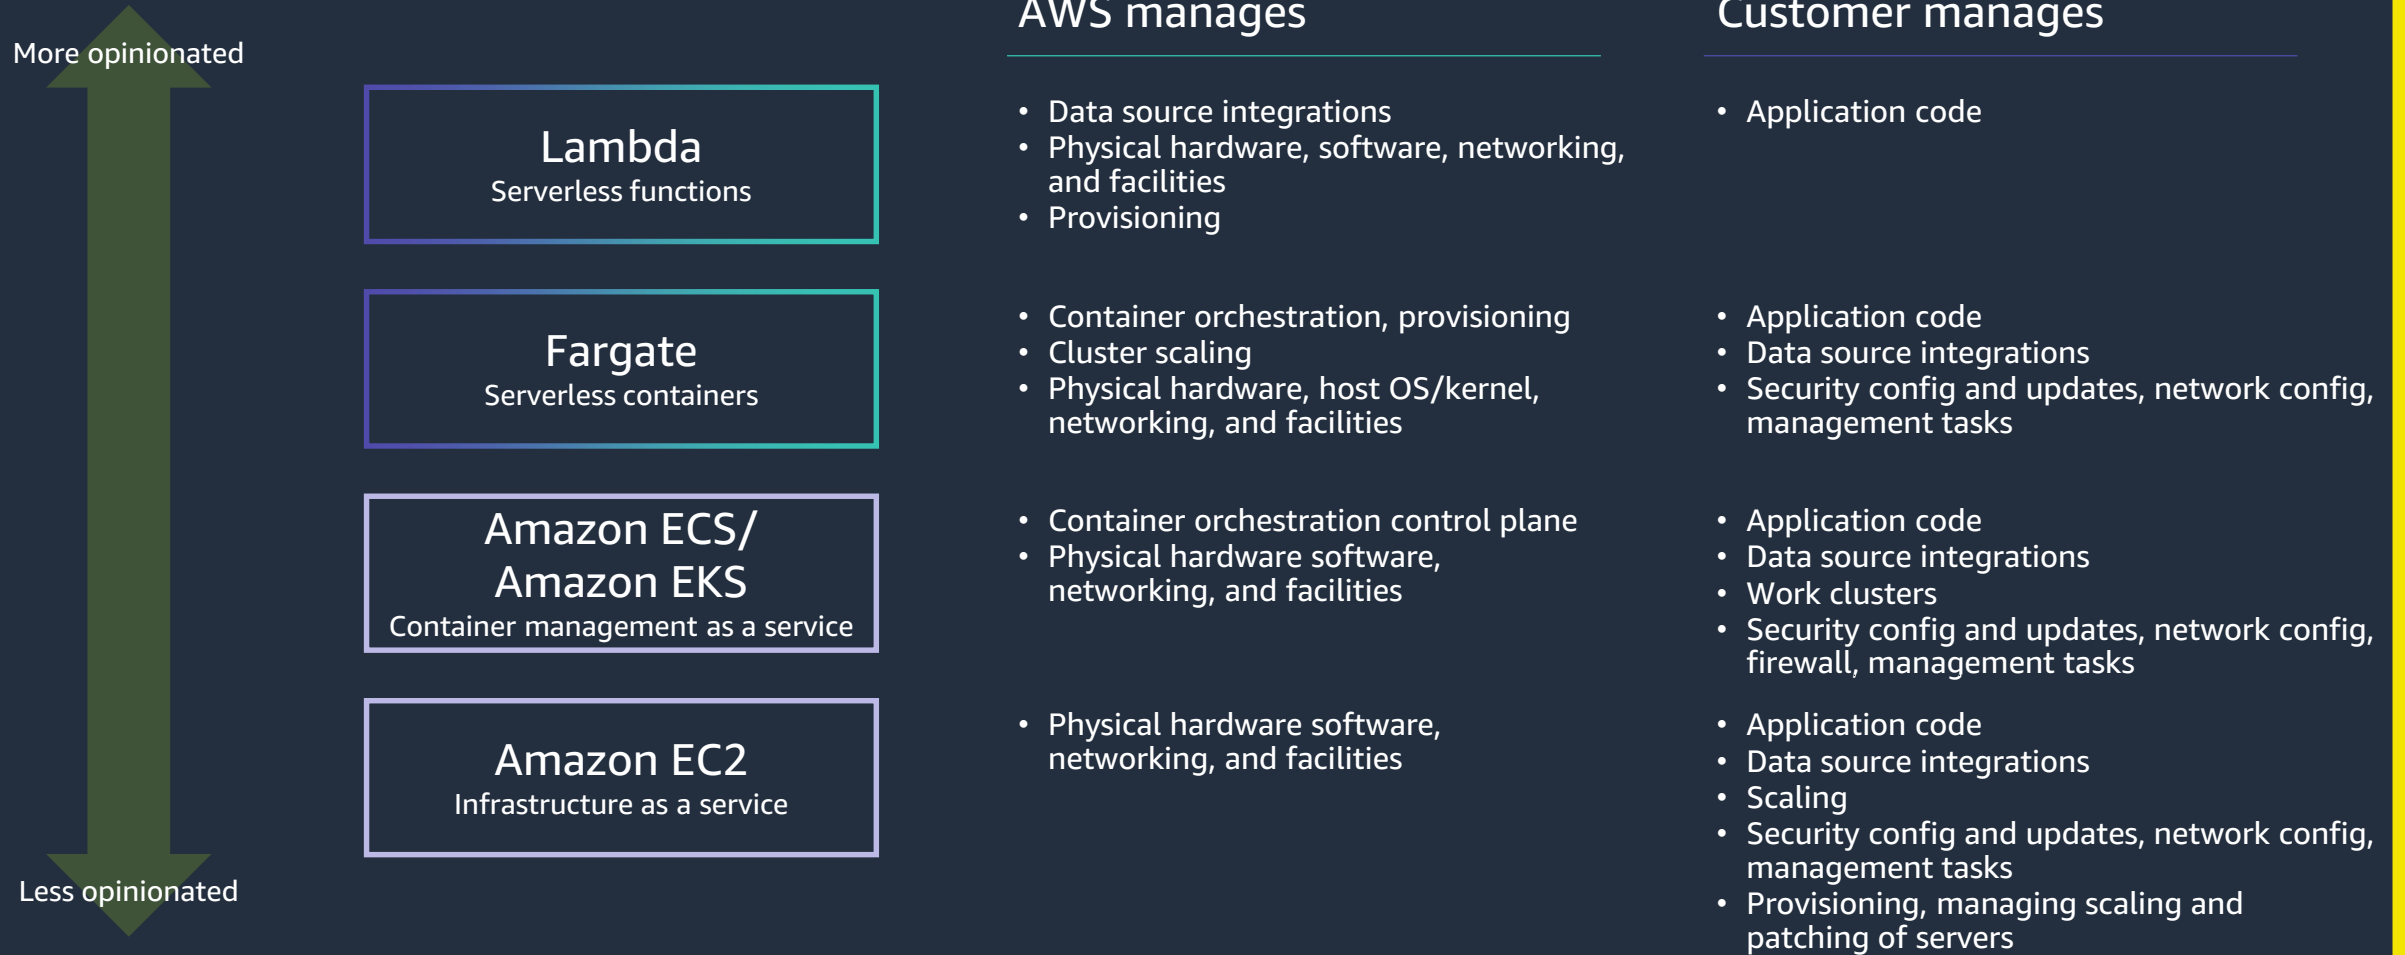 AWS manages
Customer manages
More opinionated
Lambda
Serverless functions
• Data source integrations
• Physical hardware, software, networking,
and facilities
• Provisioning
• Application code
Fargate
Serverless containers
• Container orchestration, provisioning
• Cluster scaling
• Physical hardware, host OS/kernel,
networking, and facilities
• Application code
• Data source integrations
• Security config and updates, network config,
management tasks
Amazon ECS/
Amazon EKS
Container management as a service
• Container orchestration control plane
• Physical hardware software,
networking, and facilities
• Application code
• Data source integrations
• Work clusters
• Security config and updates, network config,
firewall, management tasks
Amazon EC2
Infrastructure as a service
• Physical hardware software,
networking, and facilities
• Application code
• Data source integrations
• Scaling
• Security config and updates, network config,
management tasks
• Provisioning, managing scaling and
patching of servers
Less opinionated